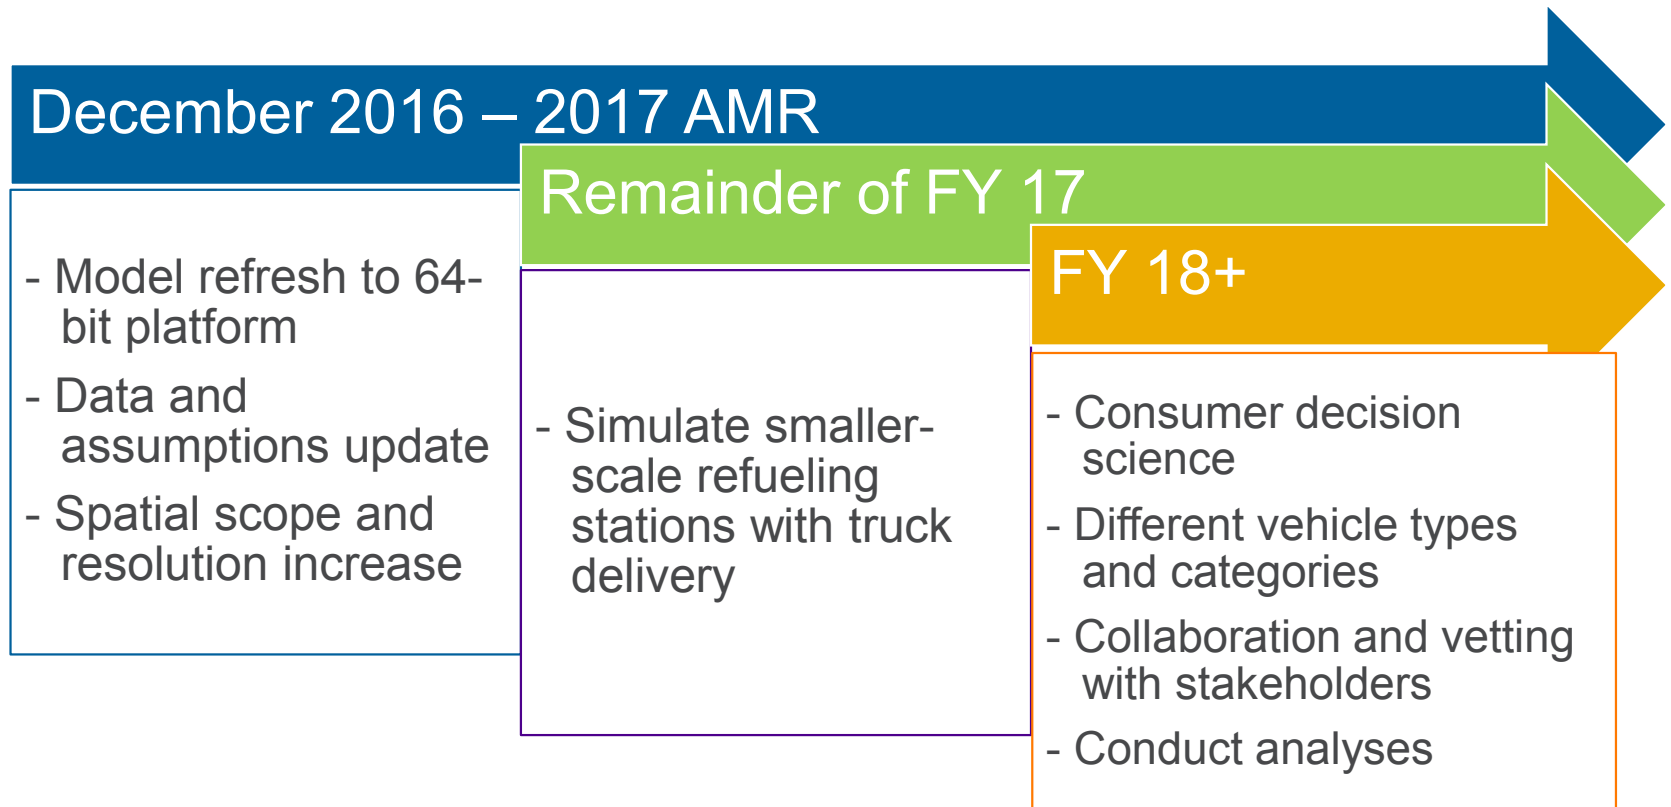 December 2016 – 2017 AMR
- Model refresh to 64-
bit platform
- Data and
assumptions update
- Spatial scope and
resolution increase
Remainder of FY 17
- Simulate smaller-
scale refueling
stations with truck
delivery
FY 18+
- Consumer decision
science
- Different vehicle types
and categories
- Collaboration and vetting
with stakeholders
- Conduct analyses